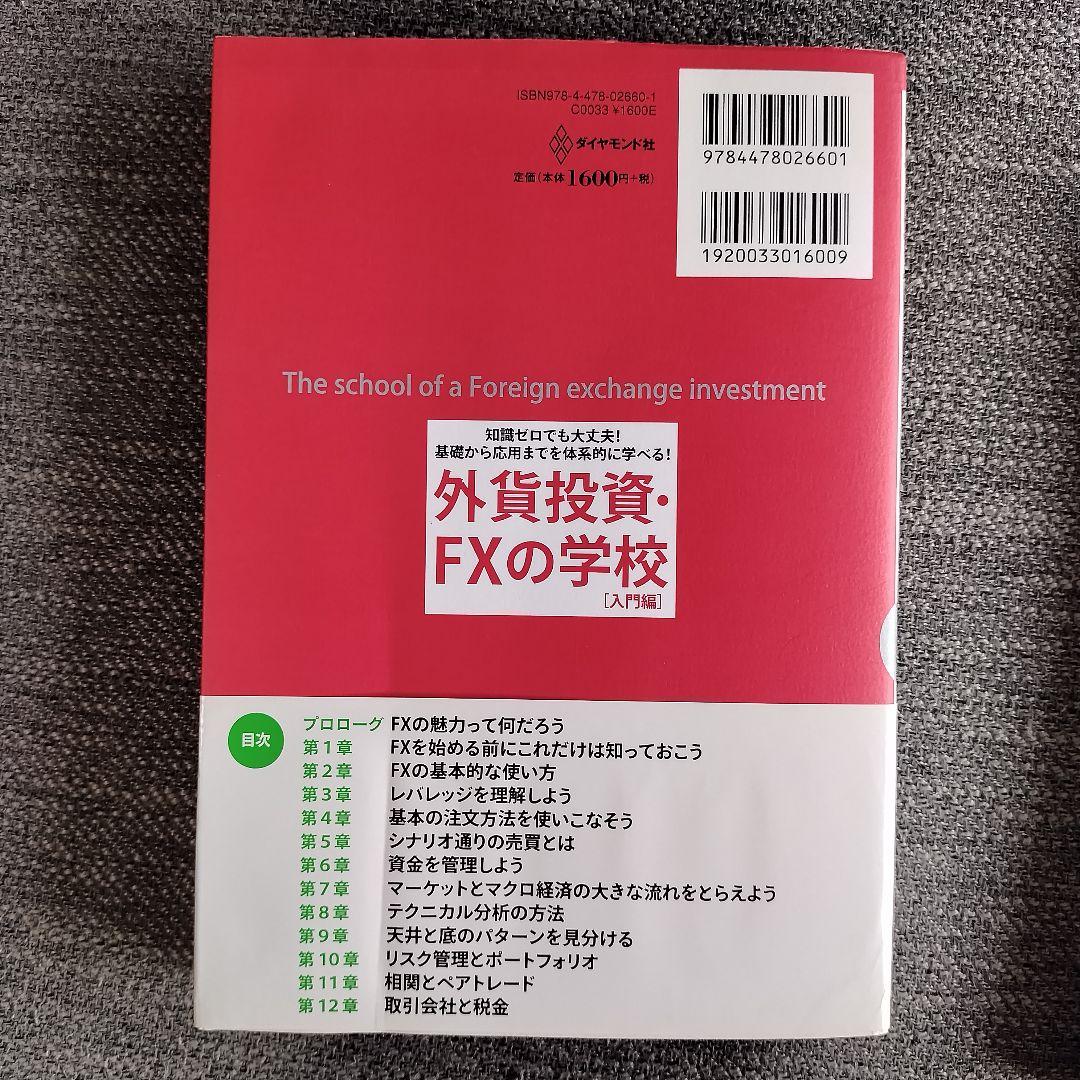 ISBN978-4-478-02660-1
C0033 ¥1600E
ダイヤモンド社
定価(本体1600円+税)
9784478026601
1920033016009
The school of a Foreign exchange investment
知識ゼロでも大丈夫!
基礎から応用までを体系的に学べる!
外貨投資・
FXの学校
[入門編]
目次
プロローグ FXの魅力って何だろう
第1章 FXを始める前にこれだけは知っておこう
第2章 FXの基本的な使い方
第3章 レバレッジを理解しよう
第4章 基本の注文方法を使いこなそう
第5章 シナリオ通りの売買とは
第6章 資金を管理しよう
第7章 マーケットとマクロ経済の大きな流れをとらえよう
第8章 テクニカル分析の方法
第9章 天井と底のパターンを見分ける
第10章 リスク管理とポートフォリオ
第11章 相関とペアトレード
第12章 取引会社と税金